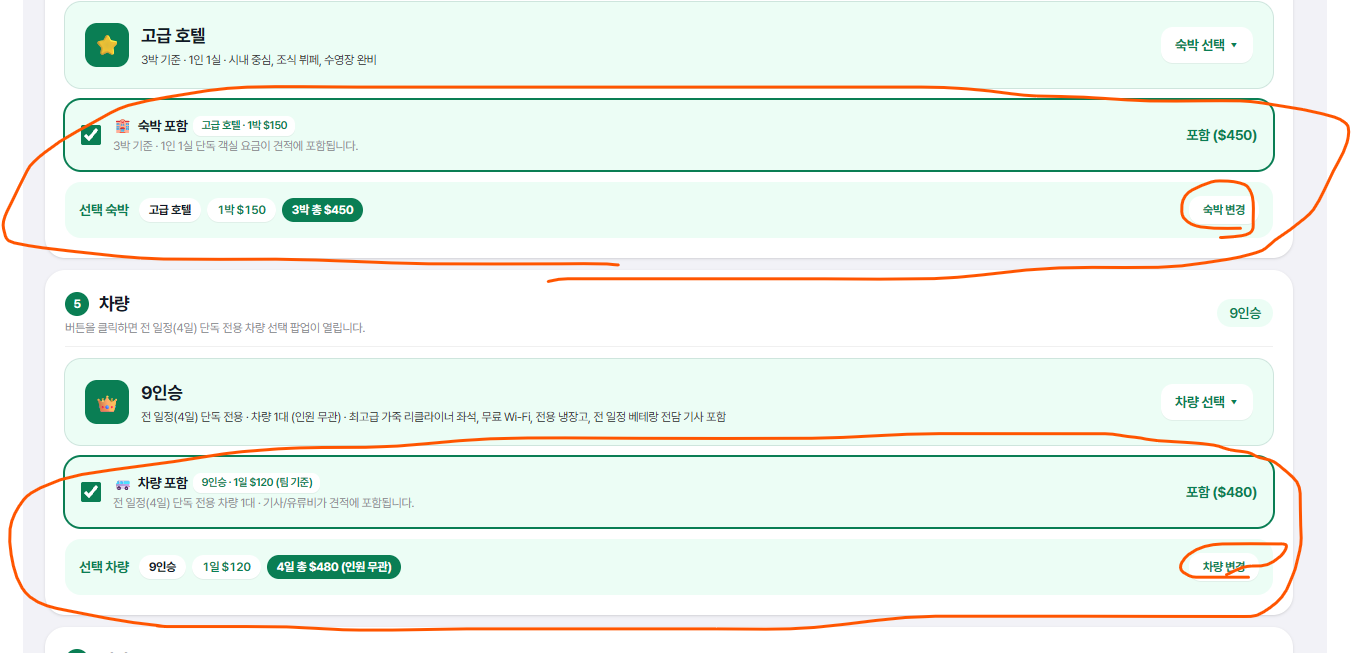 고급 호텔
3박 기준 · 1인 1실 · 시내 중심, 조식 뷔페, 수영장 완비
숙박 선택 ▼
숙박 포함 고급 호텔 · 1박 $150
3박 기준 · 1인 1실 단독 객실 요금이 견적에 포함됩니다.
포함 ($450)
선택 숙박 고급 호텔 1박 $150 3박 총 $450 숙박 변경
5 차량
버튼을 클릭하면 전 일정(4일) 단독 전용 차량 선택 팝업이 열립니다.
9인승
9인승
전 일정(4일) 단독 전용 · 차량 1대 (인원 무관) · 최고급 가죽 리클라이너 좌석, 무료 Wi-Fi, 전용 냉장고, 전 일정 베테랑 전담 기사 포함
차량 선택 ▼
차량 포함 9인승 · 1일 $120 (팀 기준)
전 일정(4일) 단독 전용 차량 1대 · 기사/유류비가 견적에 포함됩니다.
포함 ($480)
선택 차량 9인승 1일 $120 4일 총 $480 (인원 무관) 차량 변경